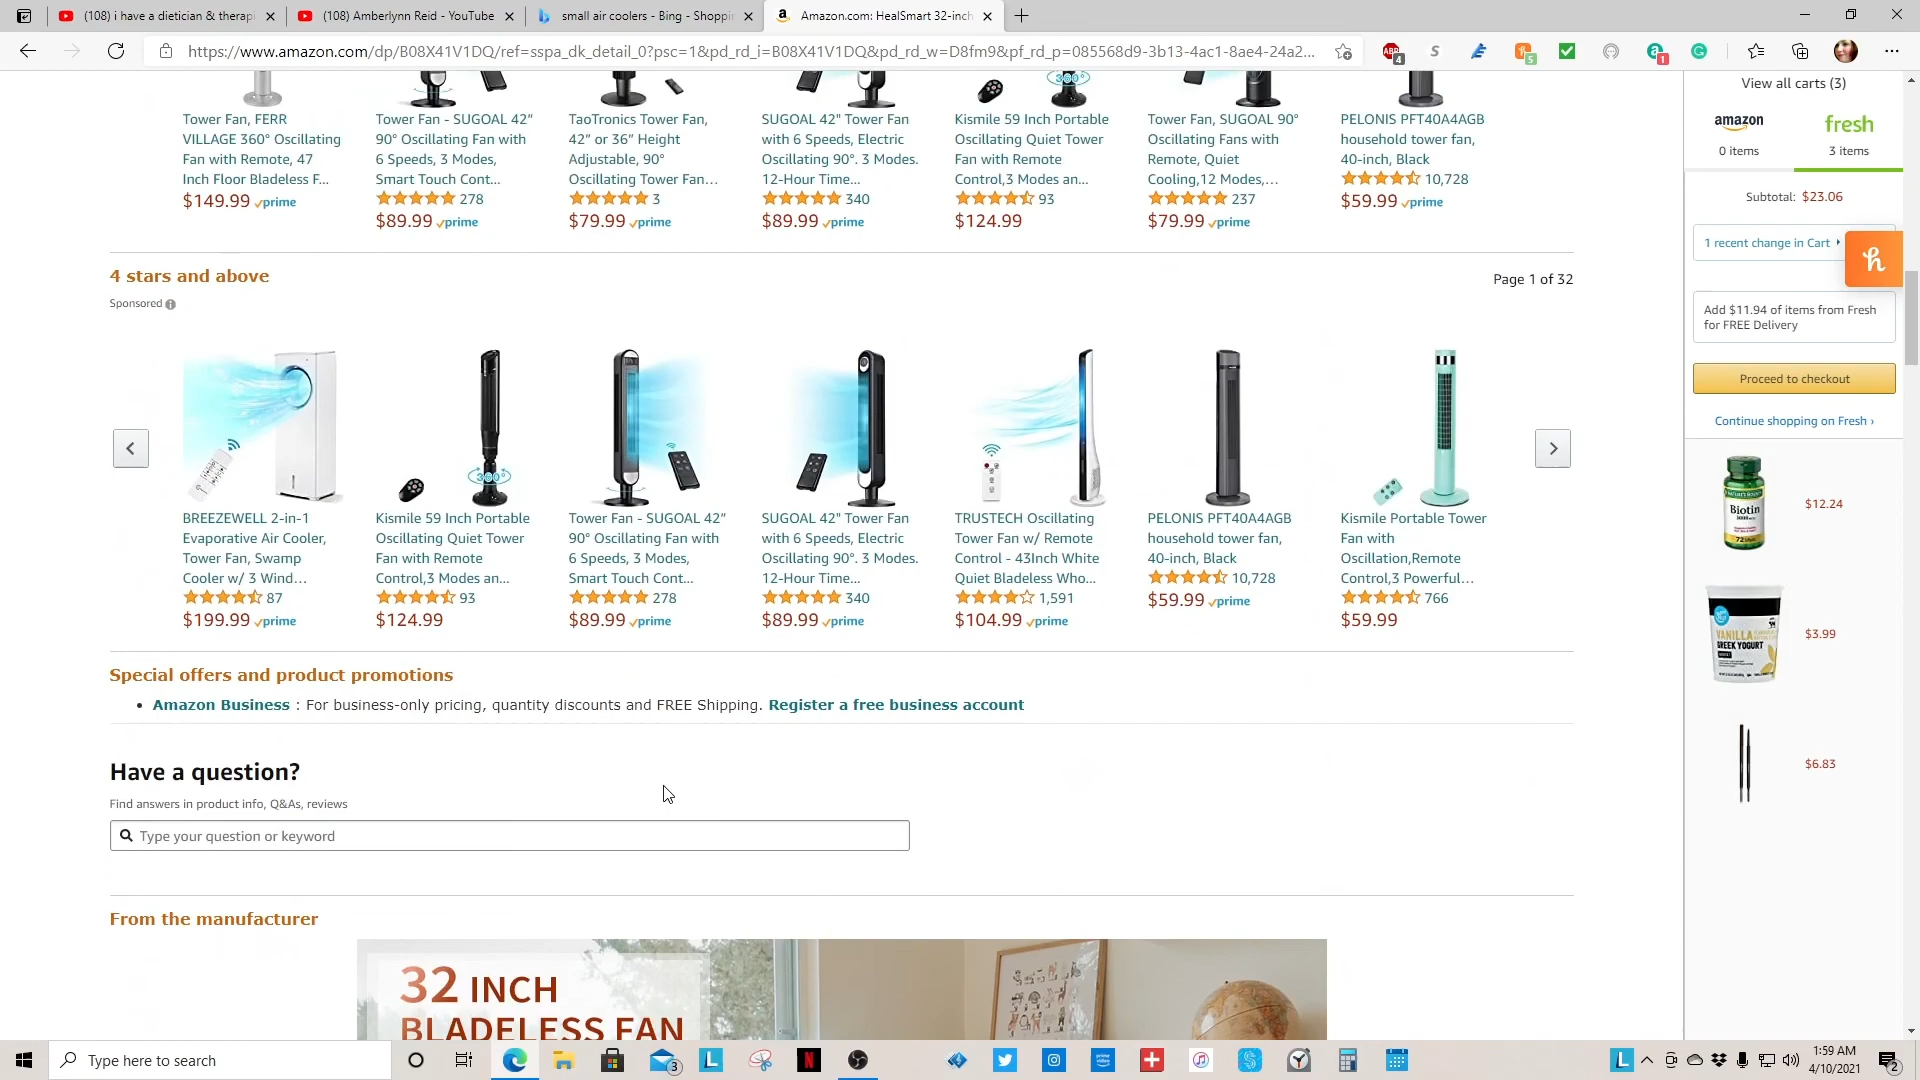 (108) i have a dietician & therapi
(108) Amberlynn Reid - YouTube
small air coolers - Bing - Shoppin
Amazon.com: HealSmart 32-inch
https://www.amazon.com/dp/B08X41V1DQ/ref=sspa_dk_detail_0?psc=1&pd_rd_i=B08X41V1DQ&pd_rd_w=D8fm9&pf_rd_p=085568d9-3b13-4ac1-8ae4-24a2...
ABP
4
S
5
a
1
G
Tower Fan, FERR
VILLAGE 360° Oscillating
Fan with Remote, 47
Inch Floor Bladeless F...
$149.99 prime
Tower Fan - SUGOAL 42”
90° Oscillating Fan with
6 Speeds, 3 Modes,
Smart Touch Cont...
278
$89.99 prime
TaoTronics Tower Fan,
42” or 36” Height
Adjustable, 90°
Oscillating Tower Fan...
3
$79.99 prime
SUGOAL 42" Tower Fan
with 6 Speeds, Electric
Oscillating 90°. 3 Modes.
12-Hour Time...
340
$89.99 prime
360°
Kismile 59 Inch Portable
Oscillating Quiet Tower
Fan with Remote
Control,3 Modes an...
93
$124.99
Tower Fan, SUGOAL 90°
Oscillating Fans with
Remote, Quiet
Cooling,12 Modes,...
237
$79.99 prime
PELONIS PFT40A4AGB
household tower fan,
40-inch, Black
10,728
$59.99 prime
4 stars and above
Page 1 of 32
Sponsored
BREEZEWELL 2-in-1
Evaporative Air Cooler,
Tower Fan, Swamp
Cooler w/ 3 Wind...
87
$199.99 prime
360°
Kismile 59 Inch Portable
Oscillating Quiet Tower
Fan with Remote
Control,3 Modes an...
93
$124.99
Tower Fan - SUGOAL 42”
90° Oscillating Fan with
6 Speeds, 3 Modes,
Smart Touch Cont...
278
$89.99 prime
SUGOAL 42" Tower Fan
with 6 Speeds, Electric
Oscillating 90°. 3 Modes.
12-Hour Time...
340
$89.99 prime
TRUSTECH Oscillating
Tower Fan w/ Remote
Control - 43Inch White
Quiet Bladeless Who...
1,591
$104.99 prime
PELONIS PFT40A4AGB
household tower fan,
40-inch, Black
10,728
$59.99 prime
Kismile Portable Tower
Fan with
Oscillation,Remote
Control,3 Powerful...
766
$59.99
Special offers and product promotions
Amazon Business : For business-only pricing, quantity discounts and FREE Shipping. Register a free business account
Have a question?
Find answers in product info, Q&As, reviews
Type your question or keyword
From the manufacturer
32 INCH
BLADELESS FAN
View all carts (3)
amazon
0 items
fresh
3 items
Subtotal: $23.06
1 recent change in Cart
h
Add $11.94 of items from Fresh
for FREE Delivery
Proceed to checkout
Continue shopping on Fresh ›
Biotin
72
$12.24
VANILLA
GREEK YOGURT
$3.99
$6.83
Type here to search
3
L
N
prime video
L
1:59 AM
4/10/2021
2